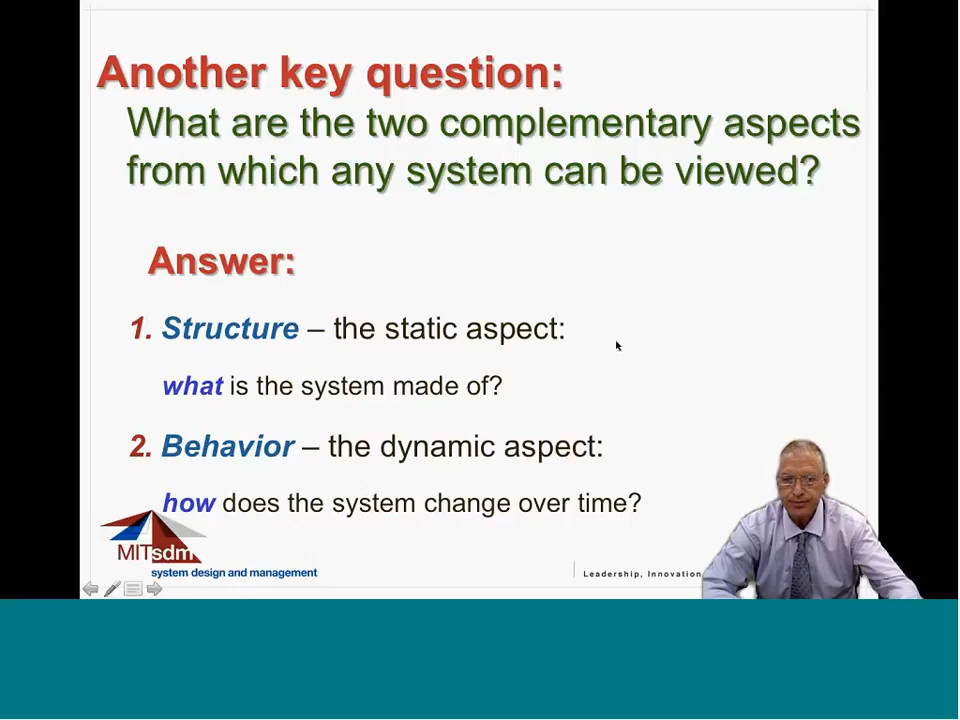 Another key question:
What are the two complementary aspects
from which any system can be viewed?
Answer:
1. Structure – the static aspect:
what is the system made of?
2. Behavior – the dynamic aspect:
how does the system change over time?
MITsdm
system design and management
Leadership, Innovation